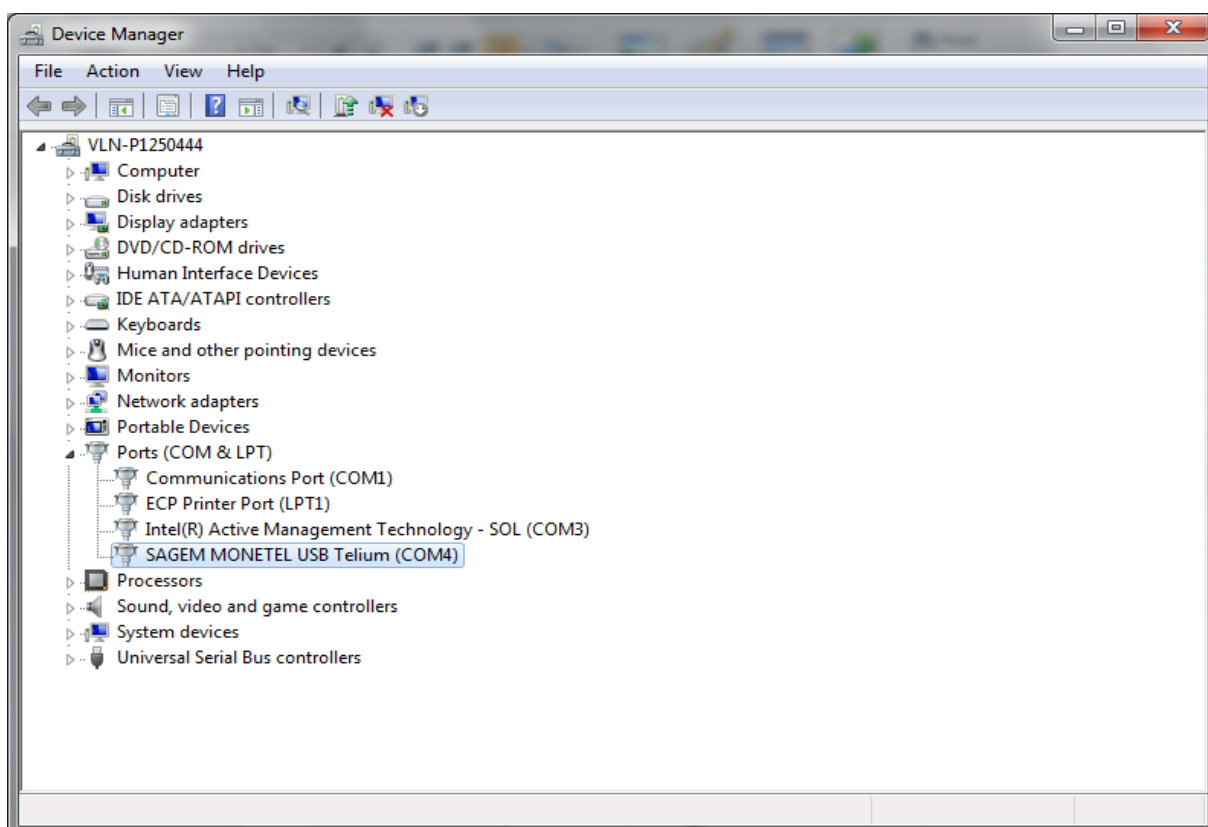 Device Manager
File Action View Help
VLN-P1250444
Computer
Disk drives
Display adapters
DVD/CD-ROM drives
Human Interface Devices
IDE ATA/ATAPI controllers
Keyboards
Mice and other pointing devices
Monitors
Network adapters
Portable Devices
Ports (COM & LPT)
Communications Port (COM1)
ECP Printer Port (LPT1)
Intel(R) Active Management Technology - SOL (COM3)
SAGEM MONETEL USB Telium (COM4)
Processors
Sound, video and game controllers
System devices
Universal Serial Bus controllers